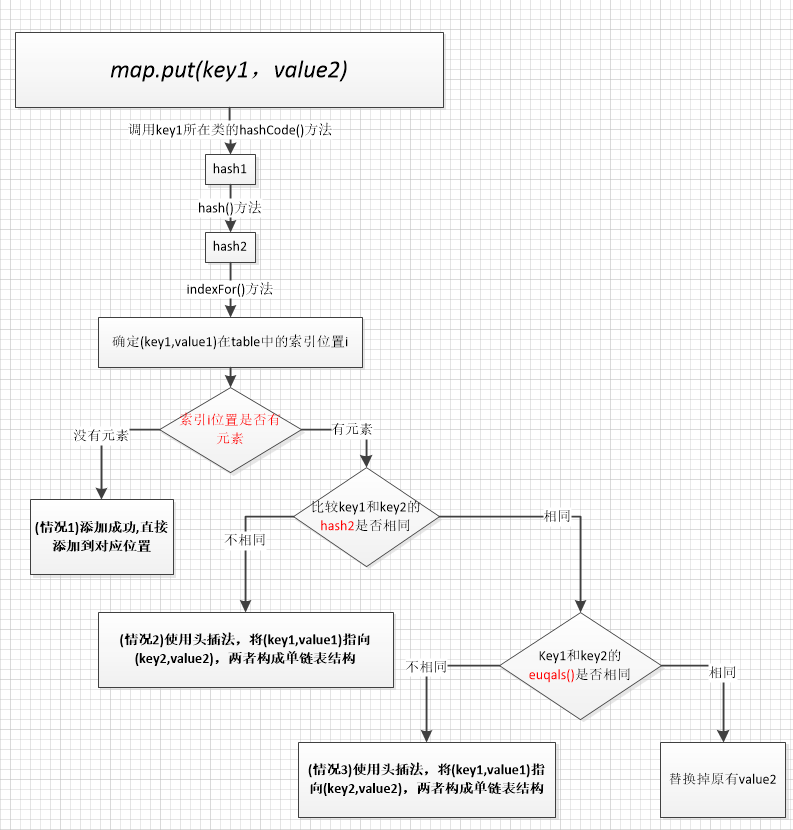 map.put(key1，value2)
调用key1所在类的hashCode()方法
hash1
hash()方法
hash2
indexFor()方法
确定(key1,value1)在table中的索引位置i
索引i位置是否有
元素
没有元素
有元素
(情况1)添加成功,直接
添加到对应位置
比较key1和key2的
hash2是否相同
不相同
相同
(情况2)使用头插法，将(key1,value1)指向
(key2,value2)，两者构成单链表结构
Key1和key2的
euqals()是否相同
不相同
相同
(情况3)使用头插法，将(key1,value1)指
向(key2,value2)，两者构成单链表结构
替换掉原有value2